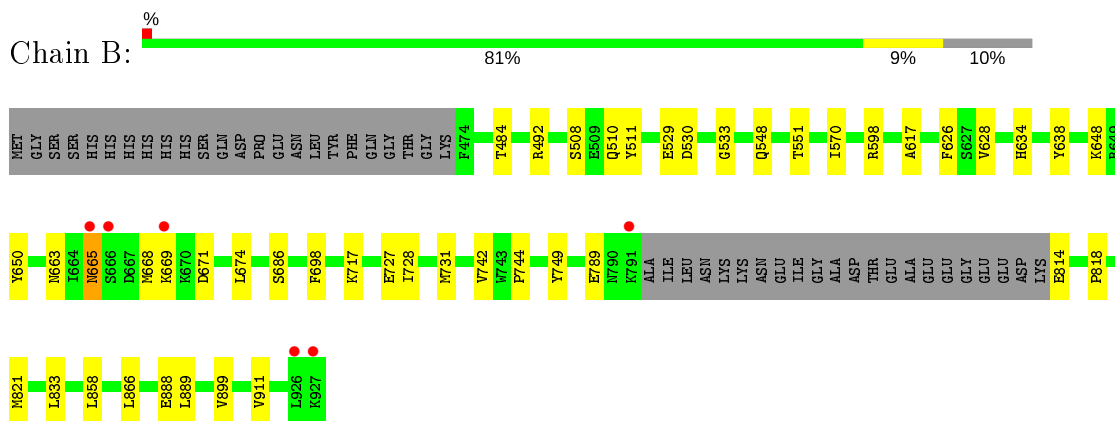 %
Chain B:
81% 9% 10%
MET GLY SER SER HIS HIS HIS HIS HIS HIS SER GLN ASP PRO GLU ASN LEU TYR PHE GLN GLY THR GLY LYS F474 T484 R492 S508 E509 Q510 Y511 E529 D530 G533 Q548 T551 I570 R598 A617 F626 S627 V628 H634 Y638 K648 R649
Y650 N663 I664 N665 S666 D667 M668 K669 K670 D671 L674 S686 F698 K717 E727 I728 M731 V742 W743 P744 Y749 E789 N790 K791 ALA ILE LEU ASN LYS LYS ASN GLU ILE GLY ALA ASP THR GLU ALA GLU GLU GLY GLU GLU ASP LYS E814 P818
M821 L833 L858 L866 E888 L889 V899 V911 L926 K927